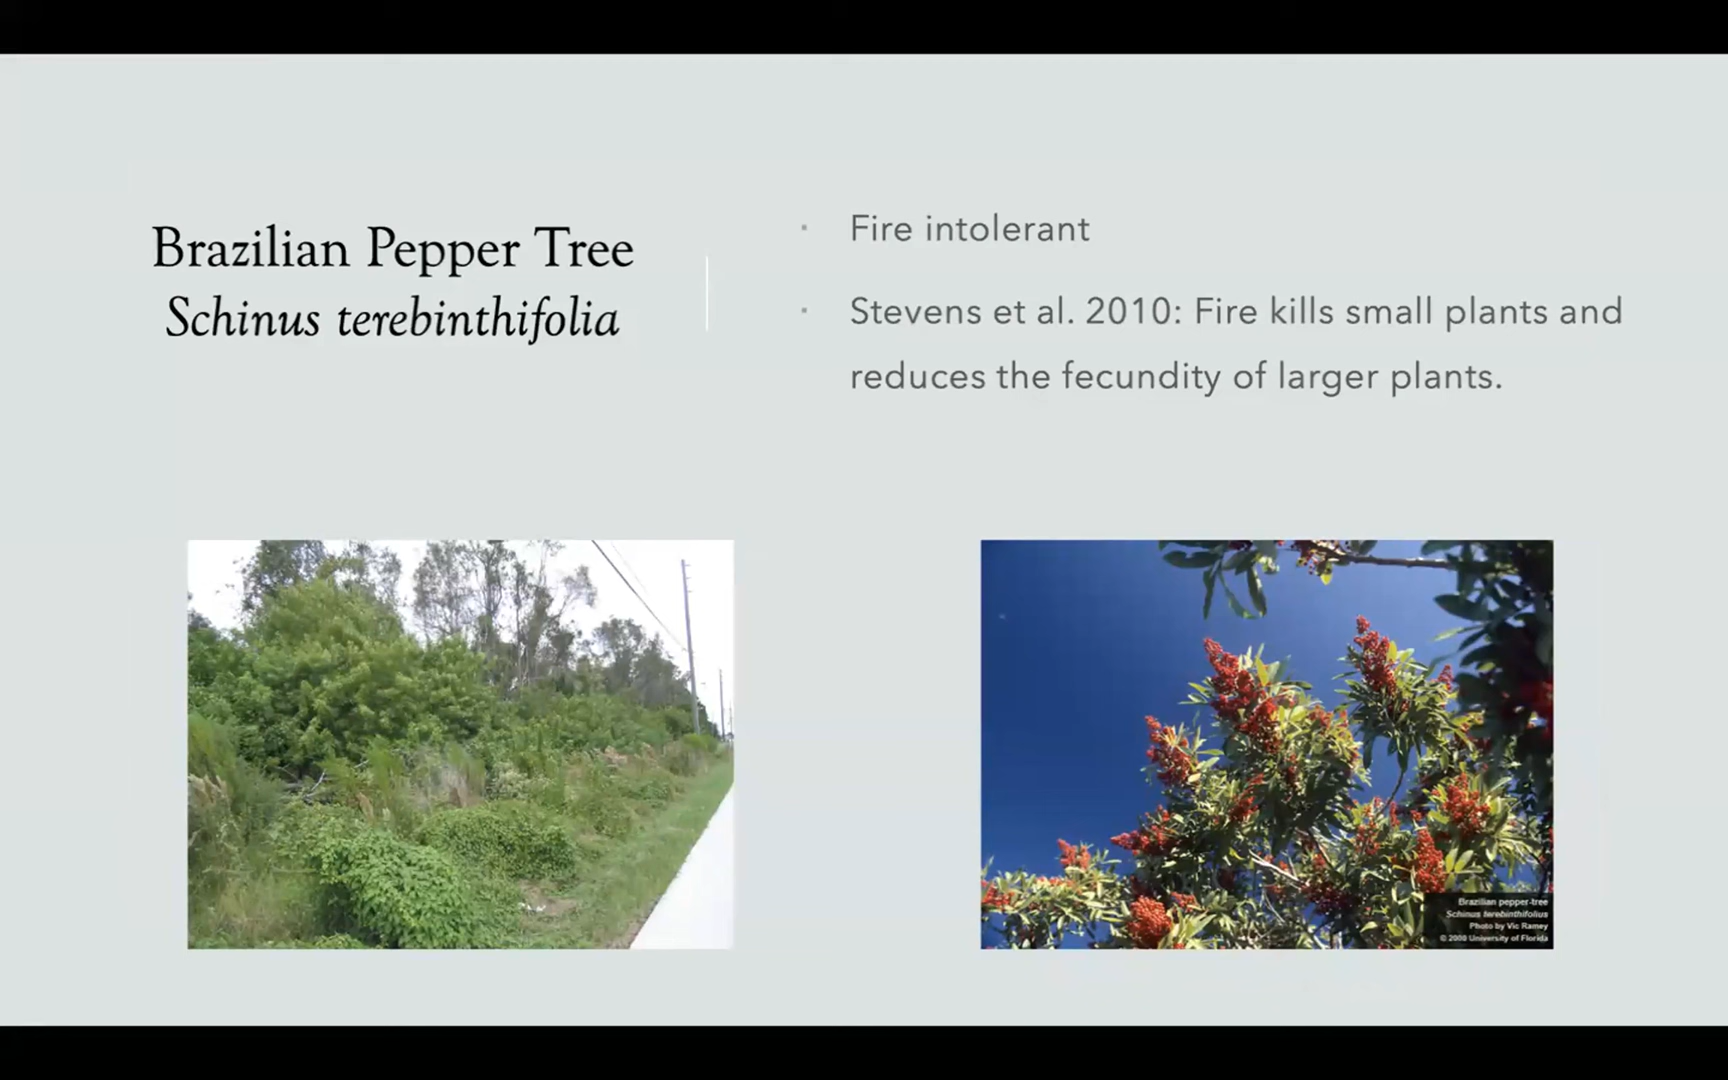 Brazilian Pepper Tree
Schinus terebinthifolia
Fire intolerant
Stevens et al. 2010: Fire kills small plants and
reduces the fecundity of larger plants.
Brazilian pepper-tree
Schinus terebinthifolius
Photo by Vic Ramey
© 2000 University of Florida